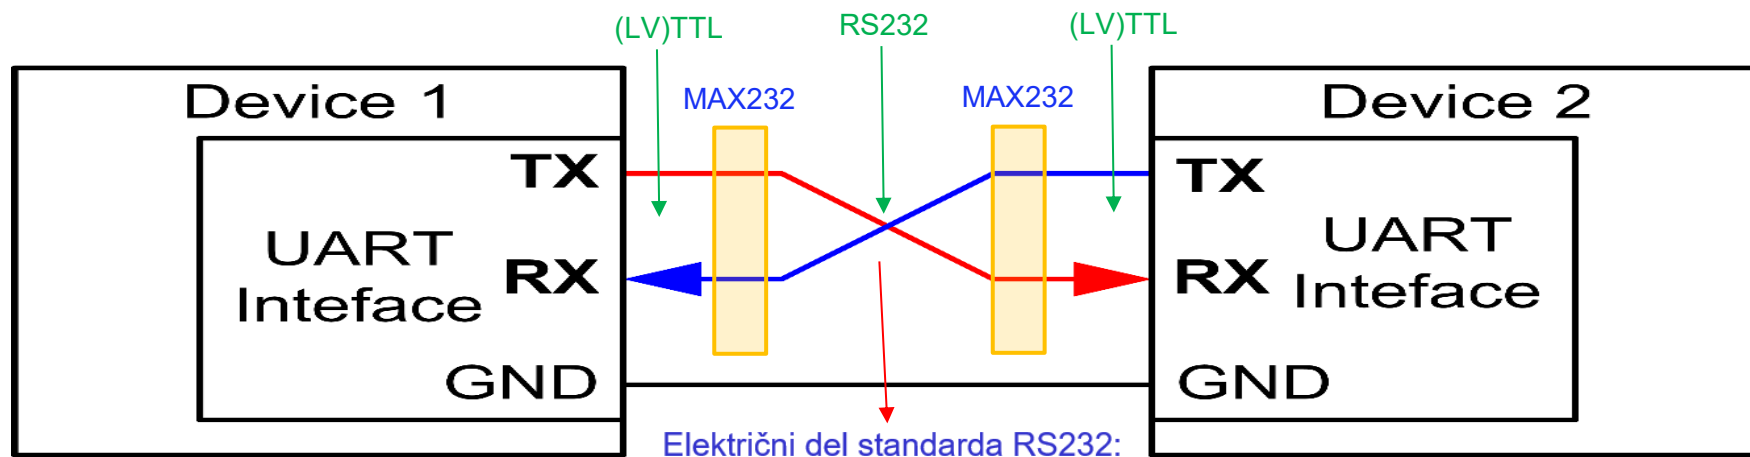 (LV)TTL
RS232
(LV)TTL
Device 1
MAX232
MAX232
Device 2
TX
TX
UART
Inteface
RX
RX
UART
Inteface
GND
GND
Električni del standarda RS232: